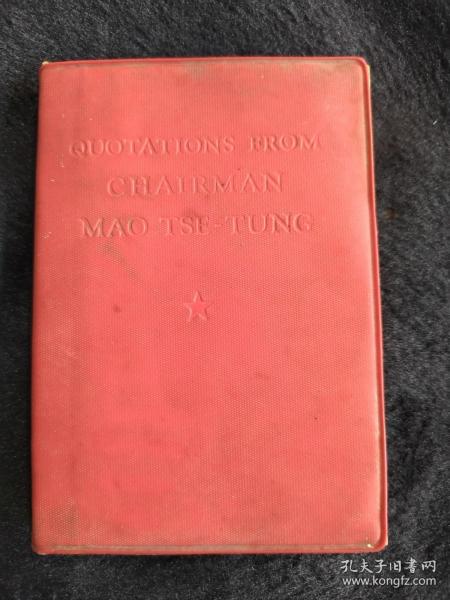 QUOTATIONS FROM
CHAIRMAN
MAO TSE-TUNG
孔夫子旧书网
www.kongfz.com